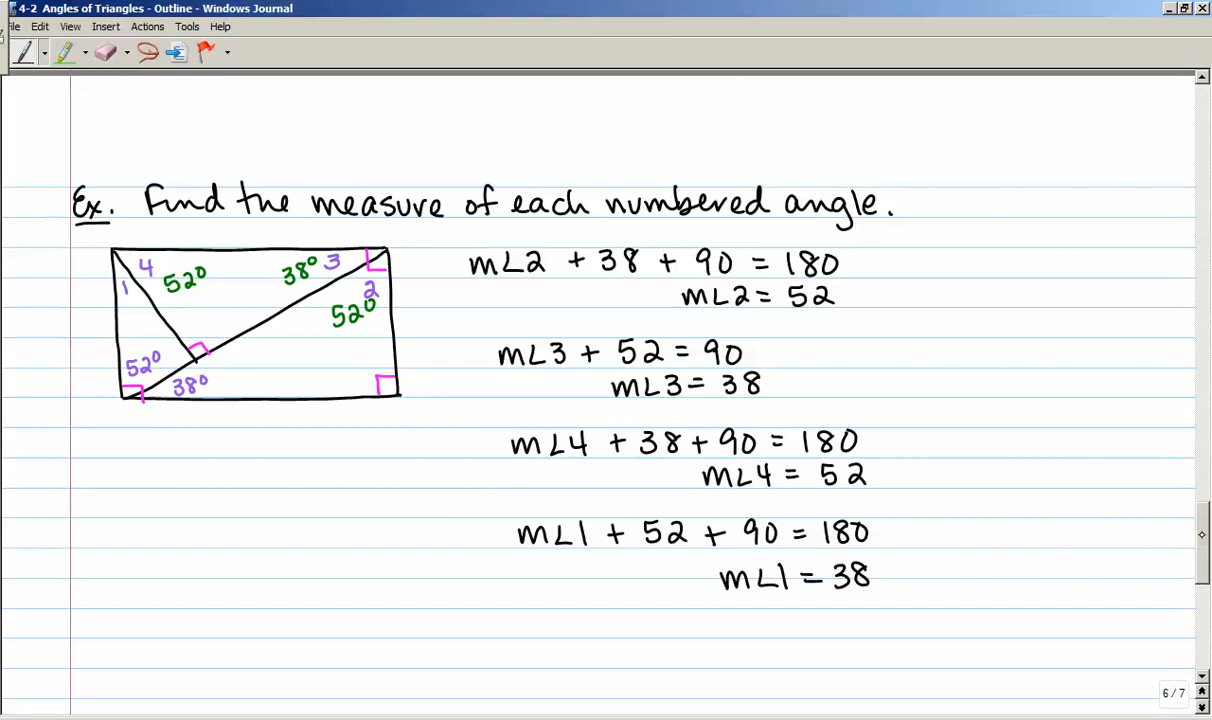 4-2 Angles of Triangles - Outline - Windows Journal
File Edit View Insert Actions Tools Help
Ex. Find the measure of each numbered angle.
4 52° 38° 3
1 2
52°
52°
38°
m∠2 + 38 + 90 = 180
m∠2 = 52
m∠3 + 52 = 90
m∠3 = 38
m∠4 + 38 + 90 = 180
m∠4 = 52
m∠1 + 52 + 90 = 180
m∠1 = 38
6 / 7